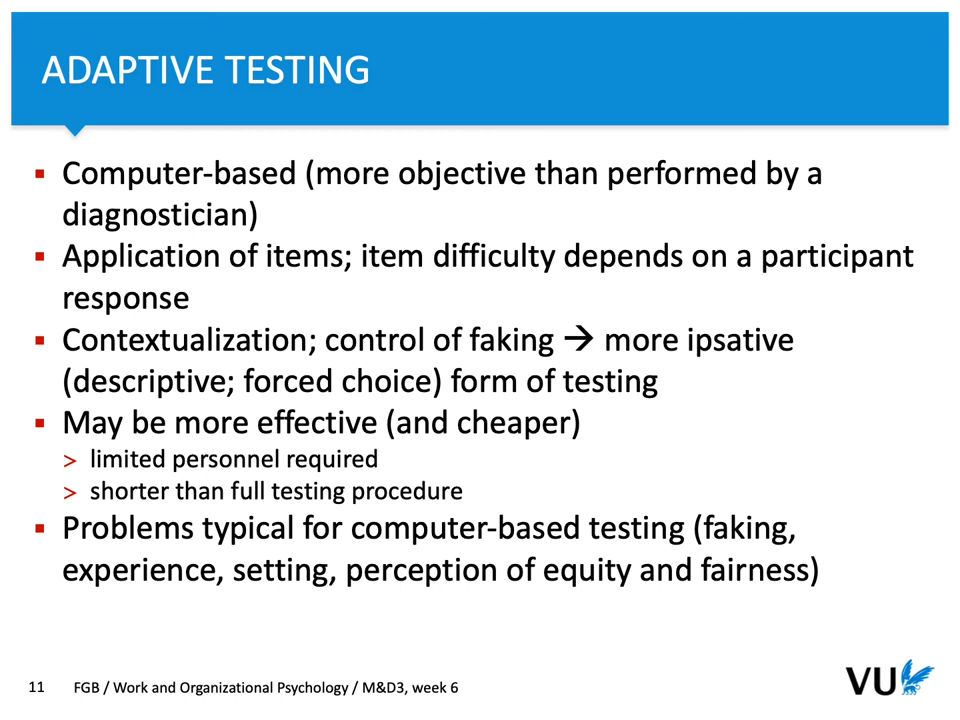 ADAPTIVE TESTING
▪ Computer-based (more objective than performed by a
diagnostician)
▪ Application of items; item difficulty depends on a participant
response
▪ Contextualization; control of faking → more ipsative
(descriptive; forced choice) form of testing
▪ May be more effective (and cheaper)
> limited personnel required
> shorter than full testing procedure
▪ Problems typical for computer-based testing (faking,
experience, setting, perception of equity and fairness)
11 FGB / Work and Organizational Psychology / M&D3, week 6
VU